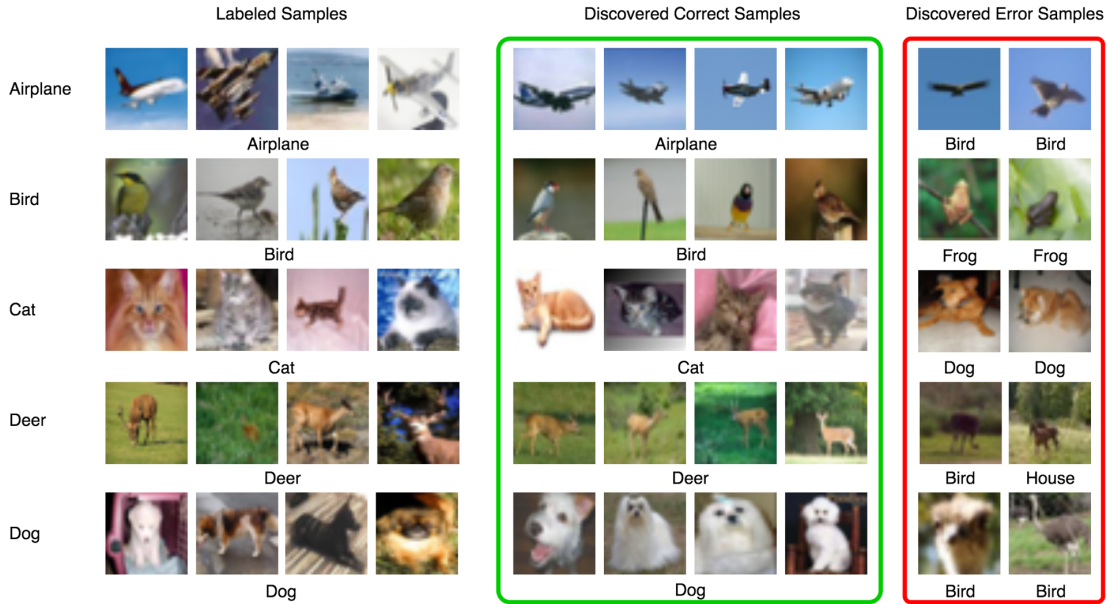 Labeled Samples Discovered Correct Samples Discovered Error Samples
Airplane
Airplane Airplane Bird Bird
Bird
Bird Bird Frog Frog
Cat
Cat Cat Dog Dog
Deer
Deer Deer Bird House
Dog
Dog Dog Bird Bird